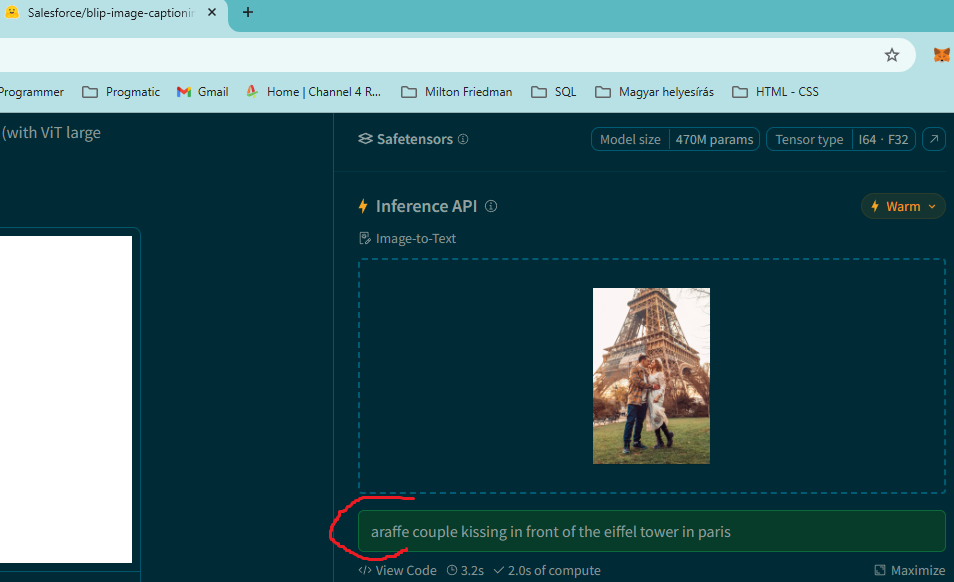 Salesforce/blip-image-captionin
Programmer Progmatic Gmail Home | Channel 4 R... Milton Friedman SQL Magyar helyesírás HTML - CSS
(with ViT large
Safetensors Model size 470M params Tensor type I64 · F32
Inference API Warm
Image-to-Text
araffe couple kissing in front of the eiffel tower in paris
</> View Code 3.2s 2.0s of compute Maximize